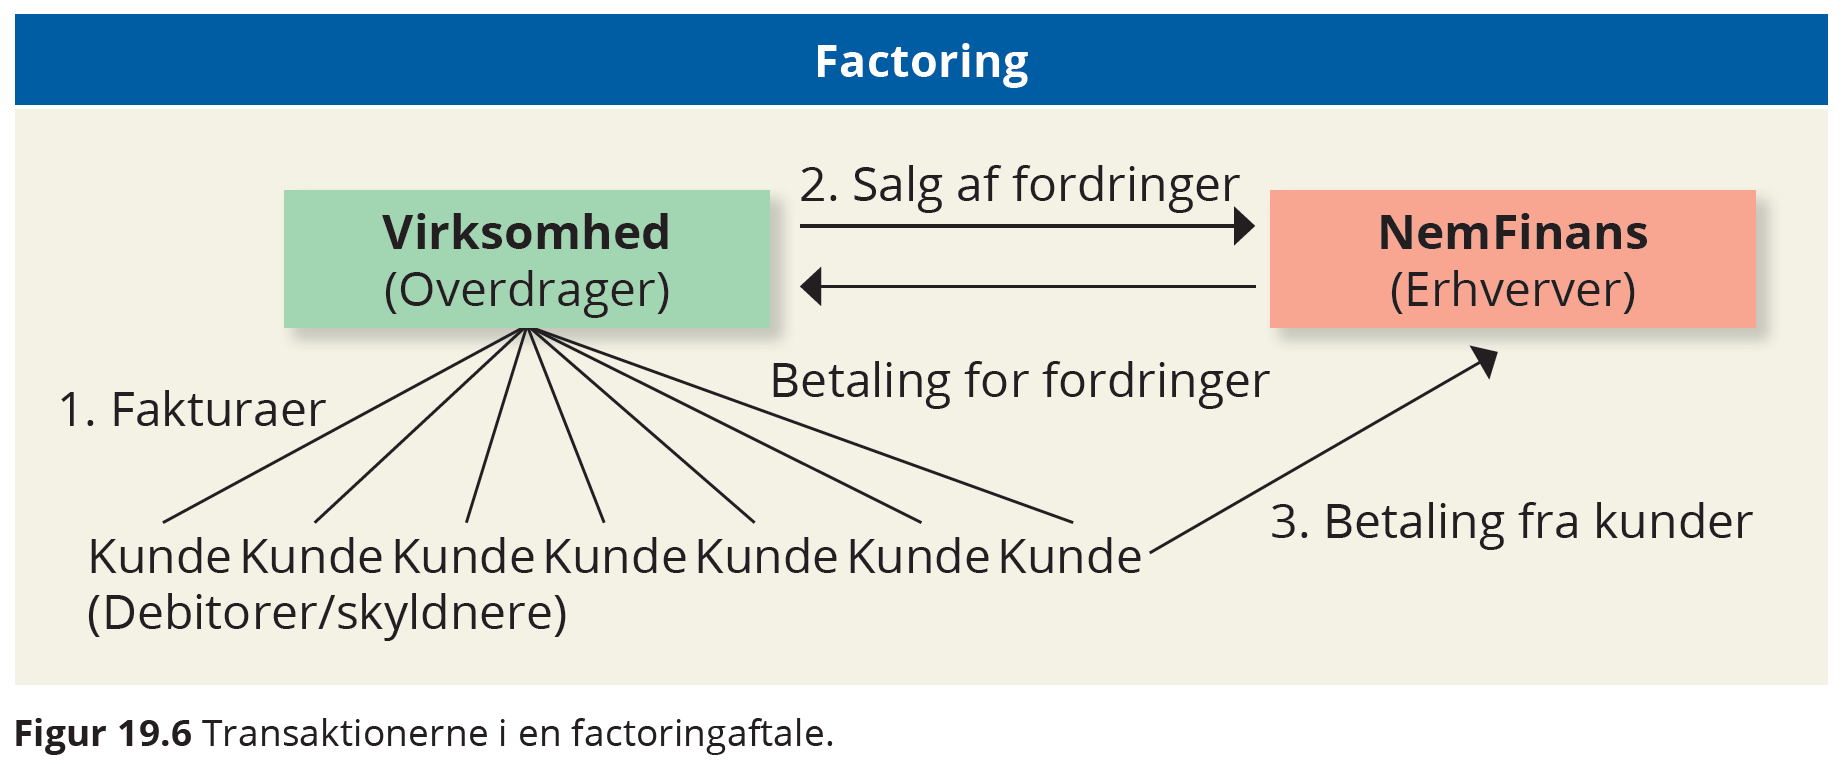 Factoring
2. Salg af fordringer
Virksomhed
(Overdrager)
NemFinans
(Erhverver)
Betaling for fordringer
1. Fakturaer
3. Betaling fra kunder
Kunde Kunde Kunde Kunde Kunde Kunde Kunde
(Debitorer/skyldnere)
Figur 19.6 Transaktionerne i en factoringaftale.